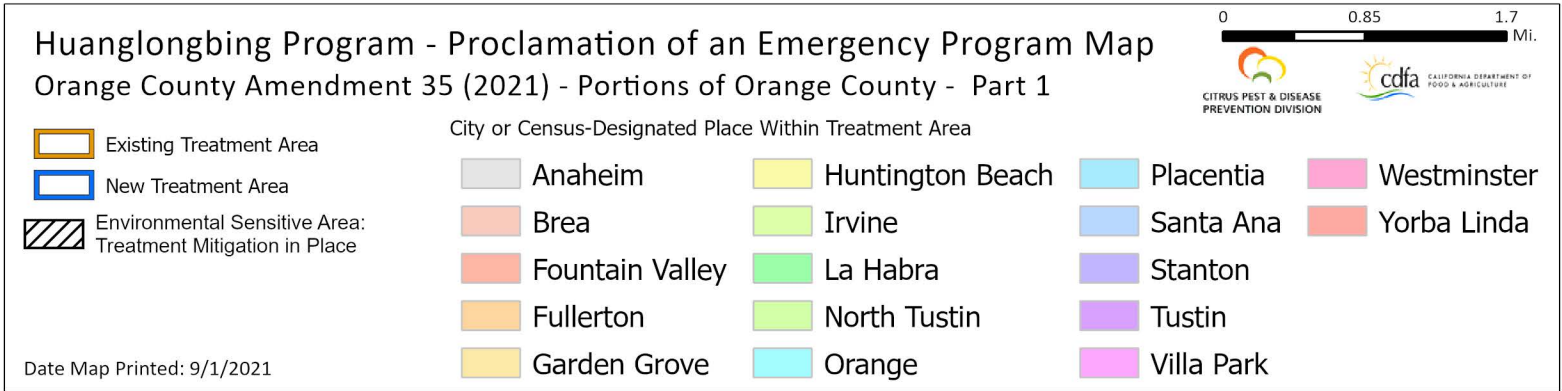 Huanglongbing Program - Proclamation of an Emergency Program Map
Orange County Amendment 35 (2021) - Portions of Orange County - Part 1
0 0.85 1.7
Mi.
CITRUS PEST & DISEASE
PREVENTION DIVISION
cdfa
CALIFORNIA DEPARTMENT OF
FOOD & AGRICULTURE
Existing Treatment Area
New Treatment Area
Environmental Sensitive Area:
Treatment Mitigation in Place
Date Map Printed: 9/1/2021
City or Census-Designated Place Within Treatment Area
Anaheim
Brea
Fountain Valley
Fullerton
Garden Grove
Huntington Beach
Irvine
La Habra
North Tustin
Orange
Placentia
Santa Ana
Stanton
Tustin
Villa Park
Westminster
Yorba Linda